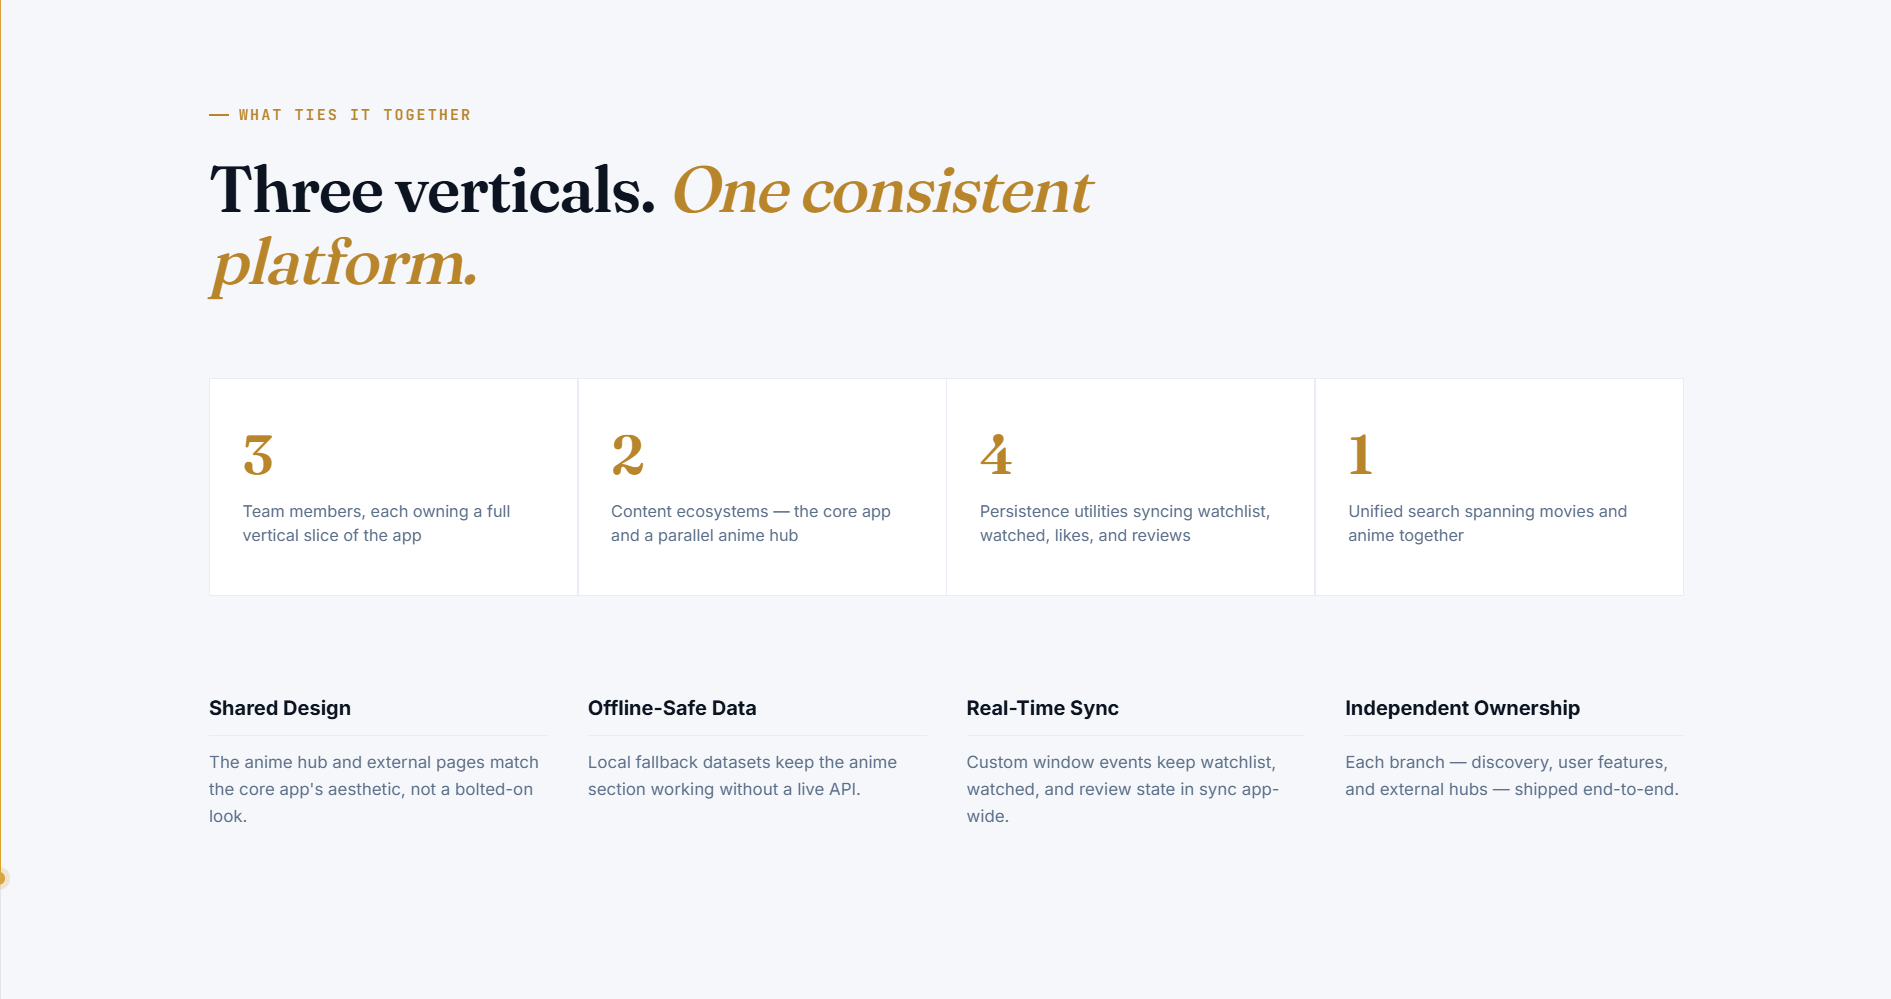 WHAT TIES IT TOGETHER
Three verticals. One consistent
platform.
3
Team members, each owning a full
vertical slice of the app
2
Content ecosystems — the core app
and a parallel anime hub
4
Persistence utilities syncing watchlist,
watched, likes, and reviews
1
Unified search spanning movies and
anime together
Shared Design
The anime hub and external pages match
the core app's aesthetic, not a bolted-on
look.
Offline-Safe Data
Local fallback datasets keep the anime
section working without a live API.
Real-Time Sync
Custom window events keep watchlist,
watched, and review state in sync app-
wide.
Independent Ownership
Each branch — discovery, user features,
and external hubs — shipped end-to-end.